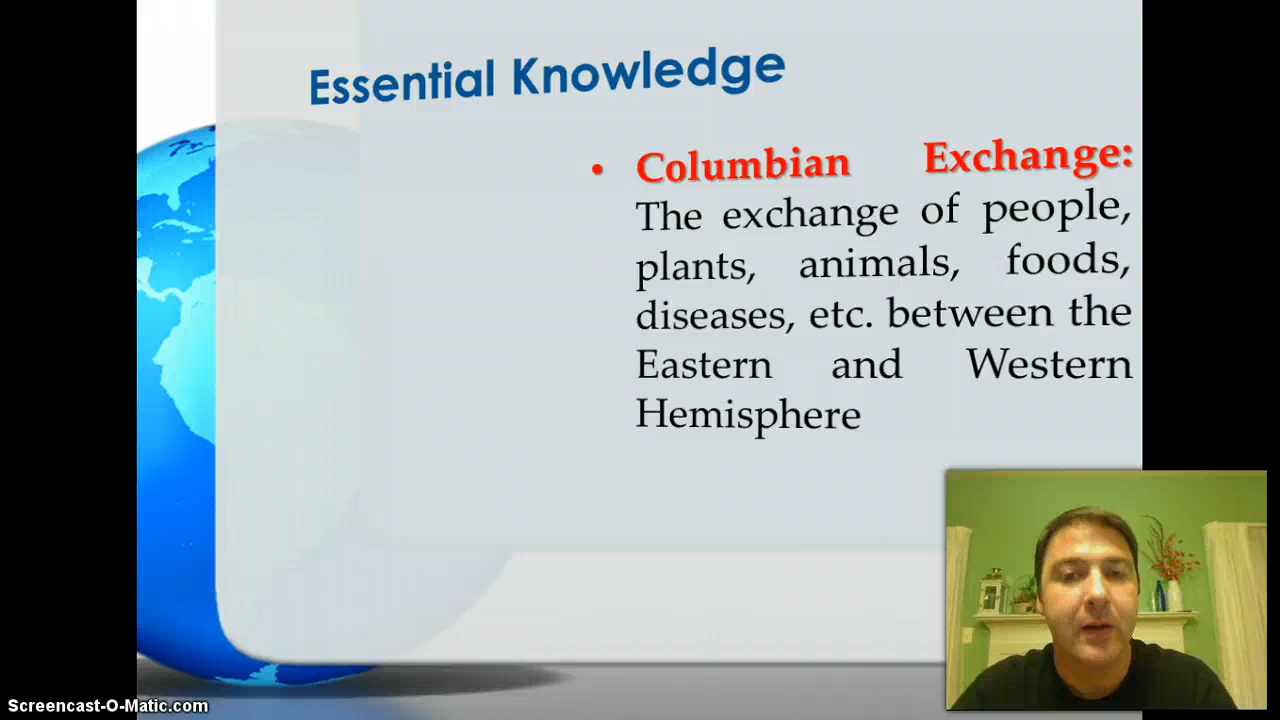 Essential Knowledge
• Columbian Exchange:
The exchange of people,
plants, animals, foods,
diseases, etc. between the
Eastern and Western
Hemisphere
Screencast-O-Matic.com